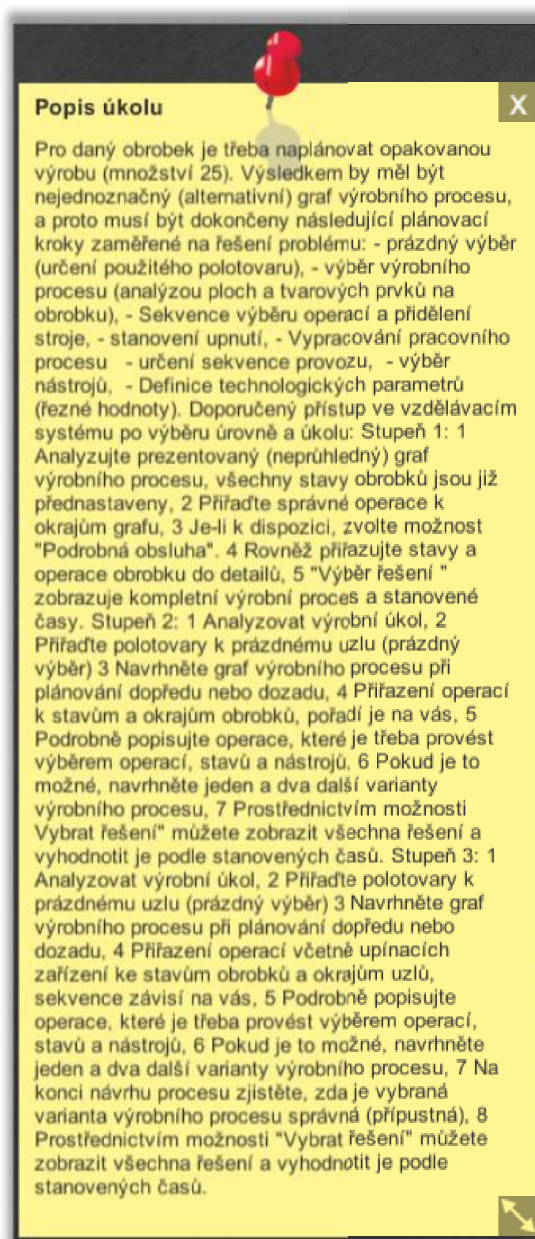 Popis úkolu
X
Pro daný obrobek je třeba naplánovat opakovanou
výrobu (množství 25). Výsledkem by měl být
nejednoznačný (alternativní) graf výrobního procesu,
a proto musí být dokončeny následující plánovací
kroky zaměřené na řešení problému: - prázdný výběr
(určení použitého polotovaru), - výběr výrobního
procesu (analýzou ploch a tvarových prvků na
obrobku), - Sekvence výběru operací a přidělení
stroje, - stanovení upnutí, - Vypracování pracovního
procesu - určení sekvence provozu, - výběr
nástrojů, - Definice technologických parametrů
(řezné hodnoty). Doporučený přístup ve vzdělávacím
systému po výběru úrovně a úkolu: Stupeň 1: 1
Analyzujte prezentovaný (neprůhledný) graf
výrobního procesu, všechny stavy obrobků jsou již
přednastaveny, 2 Přiřaďte správné operace k
okrajům grafu, 3 Je-li k dispozici, zvolte možnost
"Podrobná obsluha". 4 Rovněž přiřazujte stavy a
operace obrobku do detailů, 5 "Výběr řešení "
zobrazuje kompletní výrobní proces a stanovené
časy. Stupeň 2: 1 Analyzovat výrobní úkol, 2
Přiřaďte polotovary k prázdnému uzlu (prázdný
výběr) 3 Navrhněte graf výrobního procesu při
plánování dopředu nebo dozadu, 4 Přiřazení operací
k stavům a okrajům obrobků, pořadí je na vás, 5
Podrobně popisujte operace, které je třeba provést
výběrem operací, stavů a nástrojů, 6 Pokud je to
možné, navrhněte jeden a dva další varianty
výrobního procesu, 7 Prostřednictvím možnosti
Vybrat řešení" můžete zobrazit všechna řešení a
vyhodnotit je podle stanovených časů. Stupeň 3: 1
Analyzovat výrobní úkol, 2 Přiřaďte polotovary k
prázdnému uzlu (prázdný výběr) 3 Navrhněte graf
výrobního procesu při plánování dopředu nebo
dozadu, 4 Přiřazení operací včetně upínacích
zařízení ke stavům obrobků a okrajům uzlů,
sekvence závisí na vás, 5 Podrobně popisujte
operace, které je třeba provést výběrem operací,
stavů a nástrojů, 6 Pokud je to možné, navrhněte
jeden a dva další varianty výrobního procesu, 7 Na
konci návrhu procesu zjistěte, zda je vybraná
varianta výrobního procesu správná (přípustná), 8
Prostřednictvím možnosti "Vybrat řešení" můžete
zobrazit všechna řešení a vyhodnotit je podle
stanovených časů.